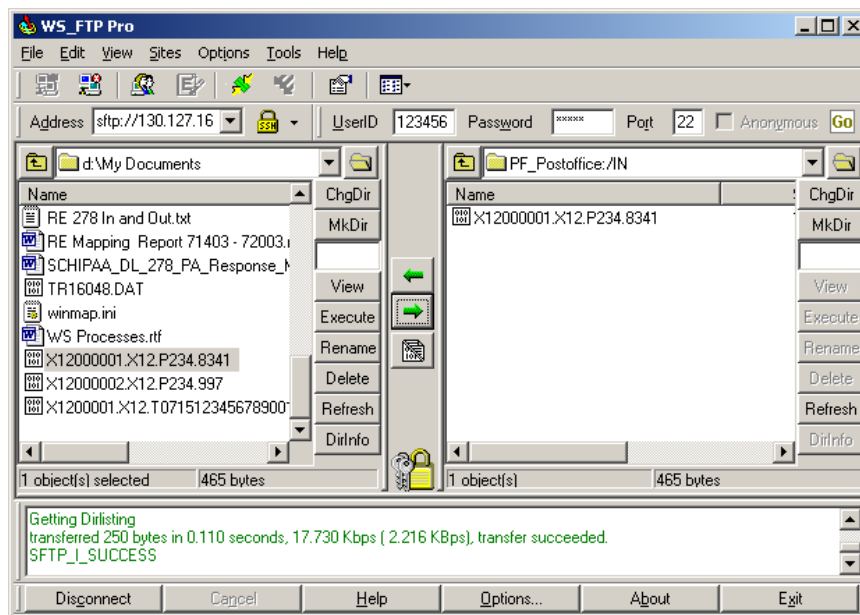 WS_FTP Pro
File Edit View Sites Options Tools Help
Address sftp://130.127.16 SSH UserID 123456 Password ***** Port 22 Anonymous Go
d:\My Documents
PF_Postoffice:/IN
Name
ChgDir
MkDir
View
Execute
Rename
Delete
Refresh
DirInfo
RE 278 In and Out.txt
RE Mapping Report 71403 - 72003.
SCHIPAA_DL_278_PA_Response_
TR16048.DAT
winmap.ini
WS Processes.rtf
X12000001.X12.P234.8341
X12000002.X12.P234.997
X1200001.X12.T071512345678900
1 object(s) selected 465 bytes
Name
X12000001.X12.P234.8341
ChgDir
MkDir
View
Execute
Rename
Delete
Refresh
DirInfo
1 object(s) 465 bytes
Getting Dirlisting
transferred 250 bytes in 0.110 seconds, 17.730 Kbps ( 2.216 KBps), transfer succeeded.
SFTP_I_SUCCESS
Disconnect Cancel Help Options... About Exit